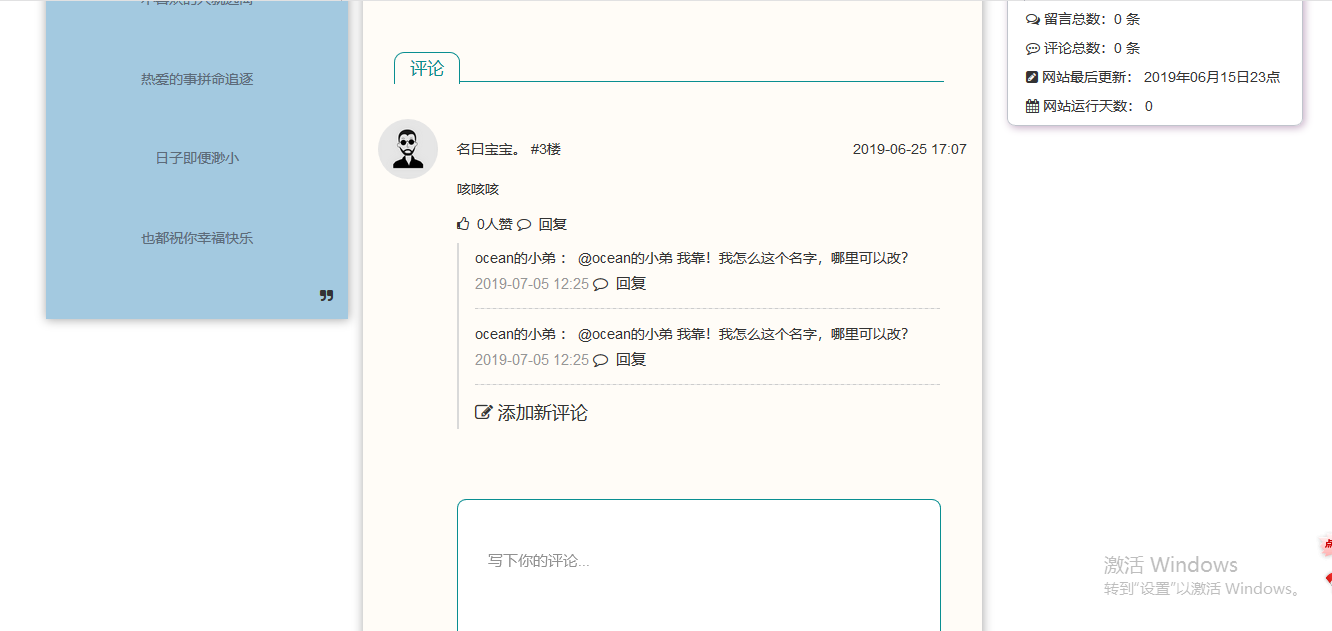 热爱的事拼命追逐
日子即便渺小
也都祝你幸福快乐
评论
名日宝宝。 #3楼 2019-06-25 17:07
咳咳咳
0人赞 回复
ocean的小弟： @ocean的小弟 我靠！我怎么这个名字，哪里可以改？
2019-07-05 12:25 回复
ocean的小弟： @ocean的小弟 我靠！我怎么这个名字，哪里可以改？
2019-07-05 12:25 回复
添加新评论
写下你的评论...
留言总数：0 条
评论总数：0 条
网站最后更新： 2019年06月15日23点
网站运行天数： 0
激活 Windows
转到“设置”以激活 Windows。